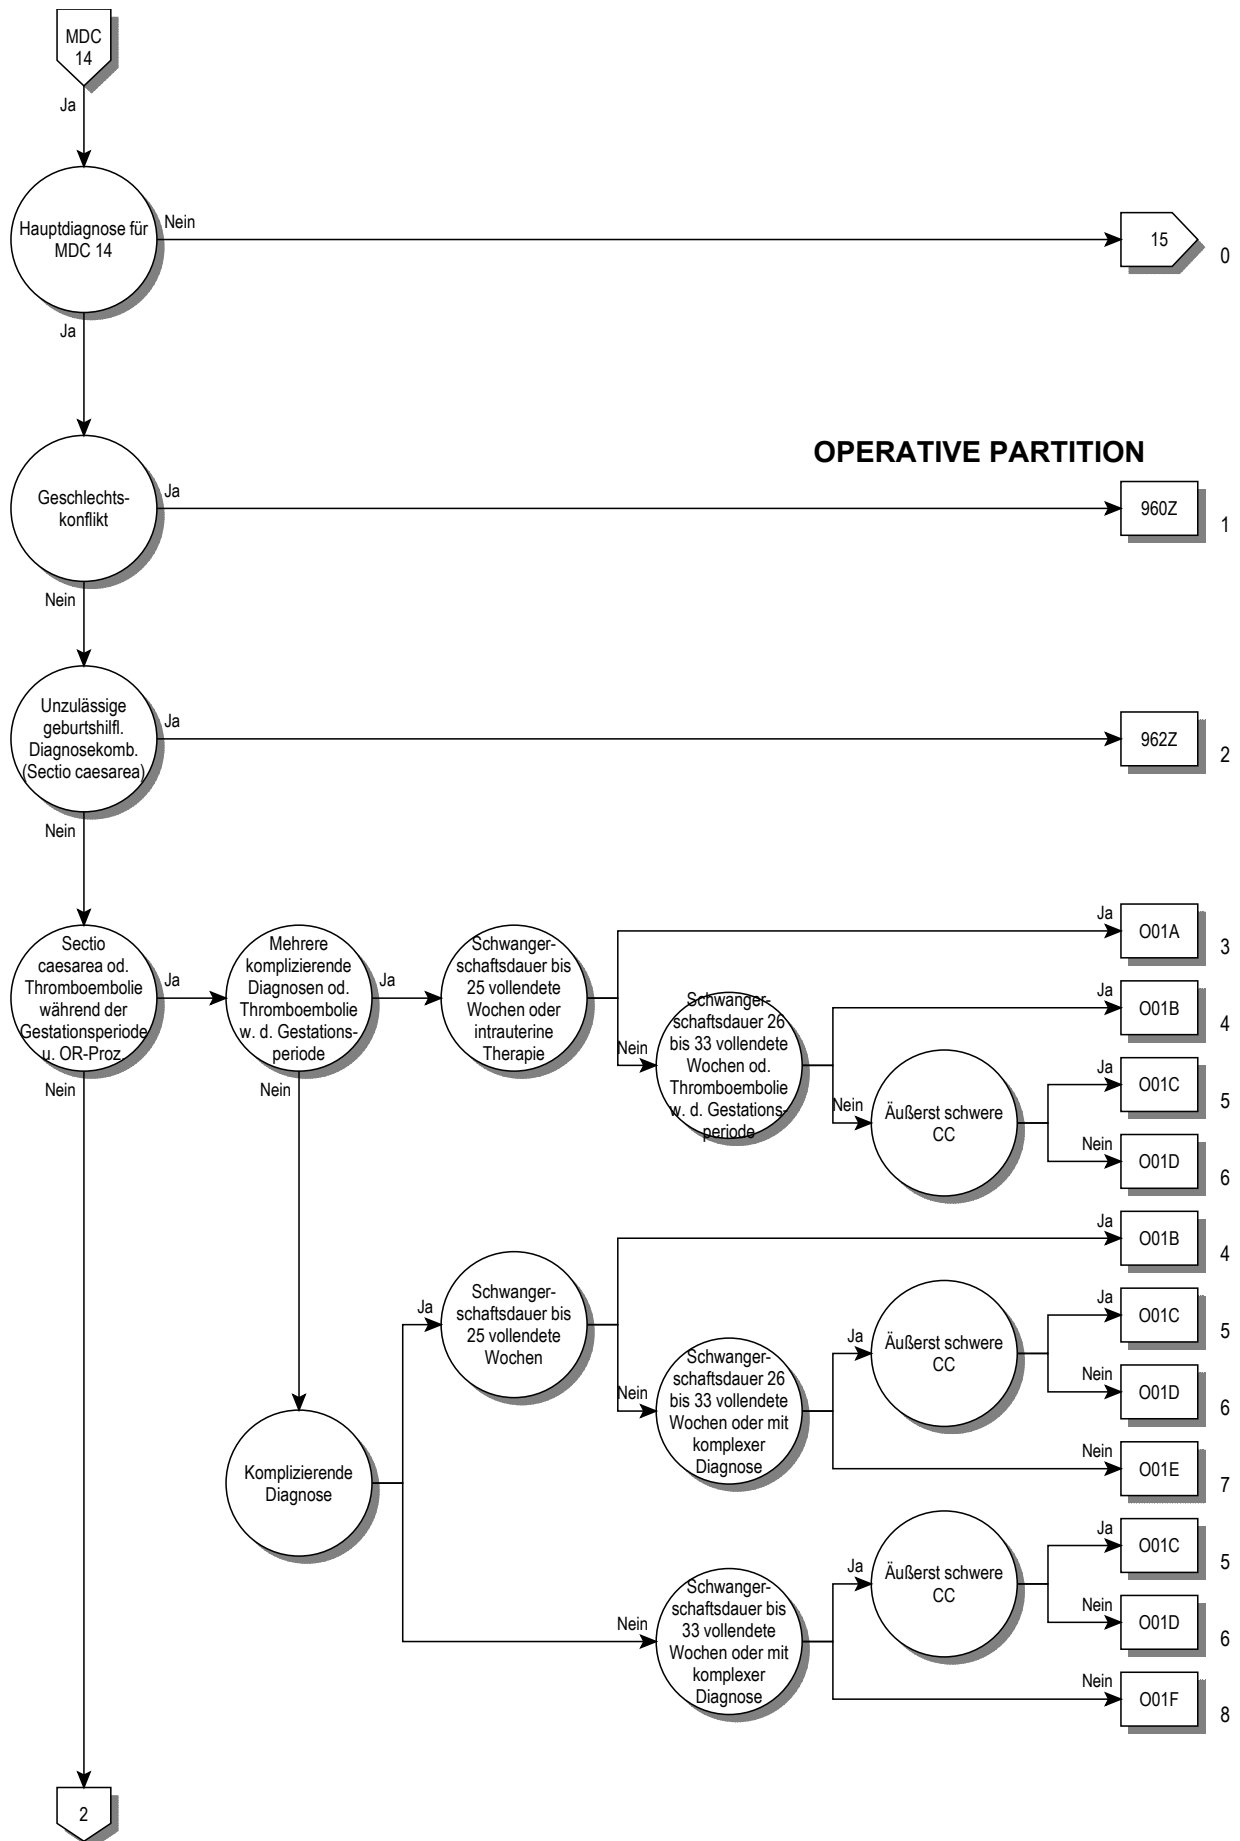 MDC
14
Ja
Hauptdiagnose für
MDC 14
Nein
15
0
Ja
OPERATIVE PARTITION
Geschlechts-
konflikt
Ja
960Z
1
Nein
Unzulässige
geburtshilfl.
Diagnosekomb.
(Sectio caesarea)
Ja
962Z
2
Nein
Sectio
caesarea od.
Thromboembolie
während der
Gestationsperiode
u. OR-Proz.
Ja
Nein
Mehrere
komplizierende
Diagnosen od.
Thromboembolie
w. d. Gestations-
periode
Ja
Nein
Schwanger-
schaftsdauer bis
25 vollendete
Wochen oder
intrauterine
Therapie
Ja
O01A
3
Nein
Schwanger-
schaftsdauer 26
bis 33 vollendete
Wochen od.
Thromboembolie
w. d. Gestations-
periode
Ja
O01B
4
Nein
Äußerst schwere
CC
Ja
O01C
5
Nein
O01D
6
Komplizierende
Diagnose
Ja
Schwanger-
schaftsdauer bis
25 vollendete
Wochen
Ja
O01B
4
Nein
Schwanger-
schaftsdauer 26
bis 33 vollendete
Wochen oder mit
komplexer
Diagnose
Ja
Äußerst schwere
CC
Ja
O01C
5
Nein
O01D
6
Nein
O01E
7
Nein
Schwanger-
schaftsdauer bis
33 vollendete
Wochen oder mit
komplexer
Diagnose
Ja
Äußerst schwere
CC
Ja
O01C
5
Nein
O01D
6
Nein
O01F
8
2